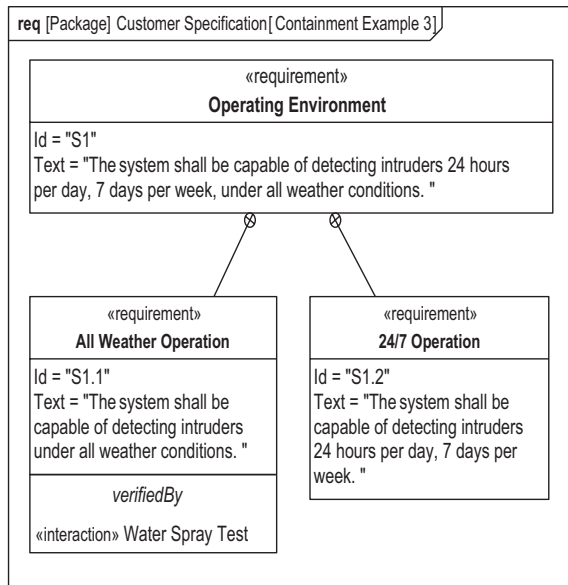 req [Package] Customer Specification[ Containment Example 3]
«requirement»
Operating Environment
Id = "S1"
Text = "The system shall be capable of detecting intruders 24 hours
per day, 7 days per week, under all weather conditions. "
«requirement»
All Weather Operation
Id = "S1.1"
Text = "The system shall be
capable of detecting intruders
under all weather conditions. "
verifiedBy
«interaction» Water Spray Test
«requirement»
24/7 Operation
Id = "S1.2"
Text = "The system shall be
capable of detecting intruders
24 hours per day, 7 days per
week. "